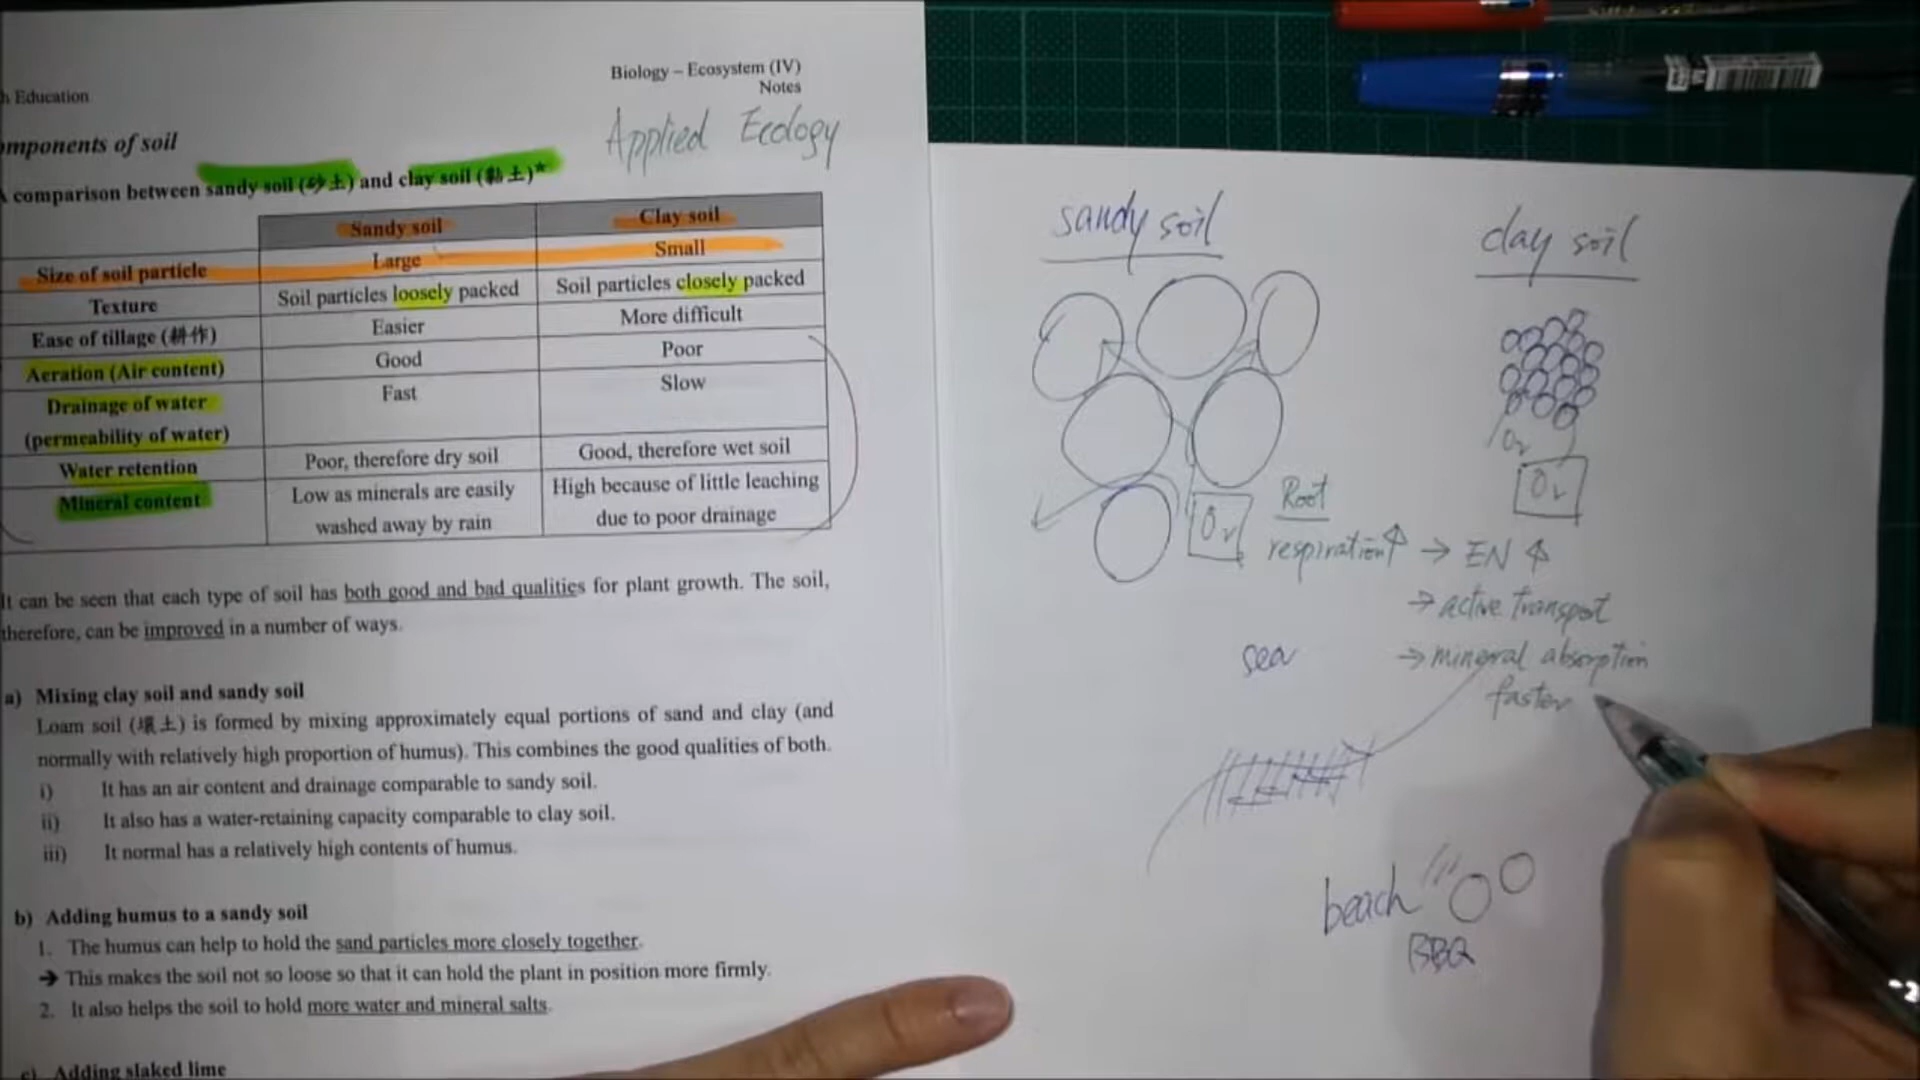 Biology – Ecosystem (IV)
Notes
Education
Applied Ecology
omponents of soil
A comparison between sandy soil (砂土) and clay soil (黏土)*
Sandy soil
Clay soil
Size of soil particle
Large
Small
Texture
Soil particles loosely packed
Soil particles closely packed
Ease of tillage (耕作)
Easier
More difficult
Aeration (Air content)
Good
Poor
Drainage of water
(permeability of water)
Fast
Slow
Water retention
Poor, therefore dry soil
Good, therefore wet soil
Mineral content
Low as minerals are easily
washed away by rain
High because of little leaching
due to poor drainage
It can be seen that each type of soil has both good and bad qualities for plant growth. The soil,
therefore, can be improved in a number of ways.
a) Mixing clay soil and sandy soil
Loam soil (壤土) is formed by mixing approximately equal portions of sand and clay (and
normally with relatively high proportion of humus). This combines the good qualities of both.
i) It has an air content and drainage comparable to sandy soil.
ii) It also has a water-retaining capacity comparable to clay soil.
iii) It normal has a relatively high contents of humus.
b) Adding humus to a sandy soil
1. The humus can help to hold the sand particles more closely together.
➔ This makes the soil not so loose so that it can hold the plant in position more firmly.
2. It also helps the soil to hold more water and mineral salts.
c) Adding slaked lime
sandy soil
clay soil
O₂
O₂
O₂
Root
respiration↑ → EN ↑
→ active transport
→ mineral absorption
faster
sea
beach
BBQ